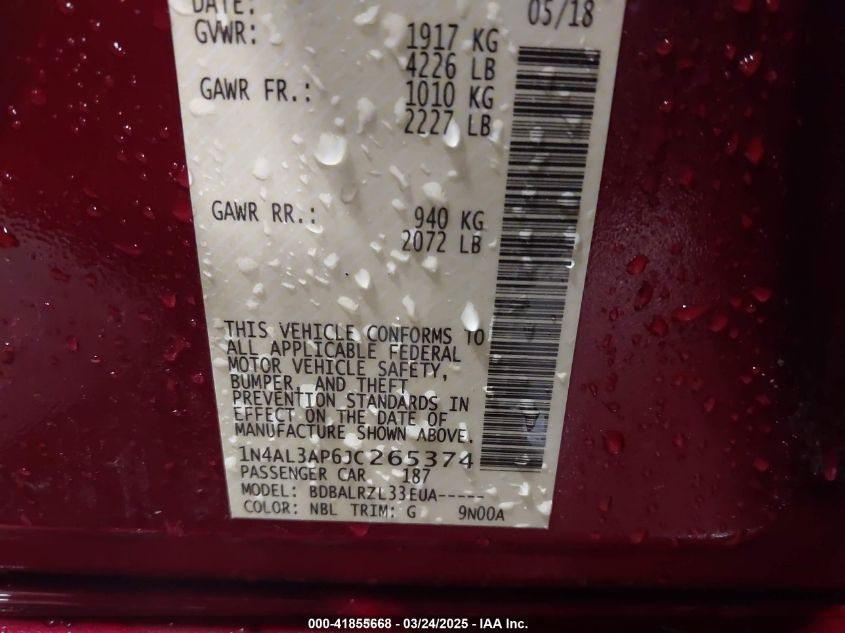 DATE: 05/18
GVWR: 1917 KG
4226 LB
GAWR FR.: 1010 KG
2227 LB
GAWR RR.: 940 KG
2072 LB
THIS VEHICLE CONFORMS TO
ALL APPLICABLE FEDERAL
MOTOR VEHICLE SAFETY,
BUMPER, AND THEFT
PREVENTION STANDARDS IN
EFFECT ON THE DATE OF
MANUFACTURE SHOWN ABOVE.
1N4AL3AP6JC265374
PASSENGER CAR 187
MODEL: BDBALRZL33EUA-----
COLOR: NBL TRIM: G 9N00A
000-41855668 - 03/24/2025 - IAA Inc.